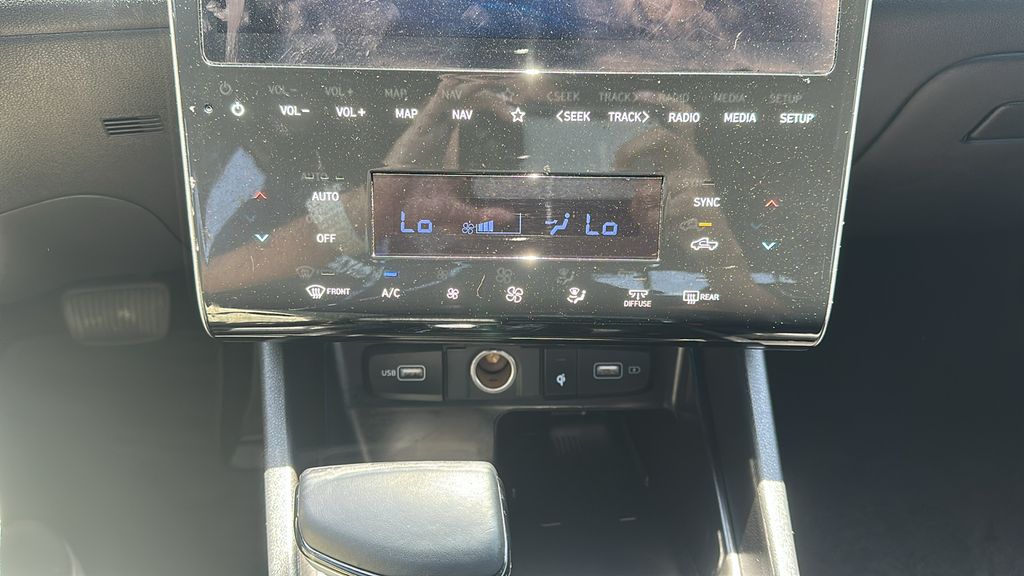 VOL− VOL+ MAP NAV <SEEK TRACK> RADIO MEDIA SETUP
AUTO SYNC
Lo Lo
OFF
FRONT A/C DIFFUSE REAR
USB